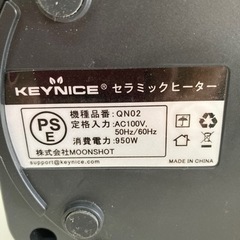 KEYNICE® セラミックヒーター
機種品番: QN02
定格入力: AC100V,
50Hz/60Hz
消費電力: 950W
PSE
株式会社MOONSHOT
support@keynice.com
MADE IN CHINA